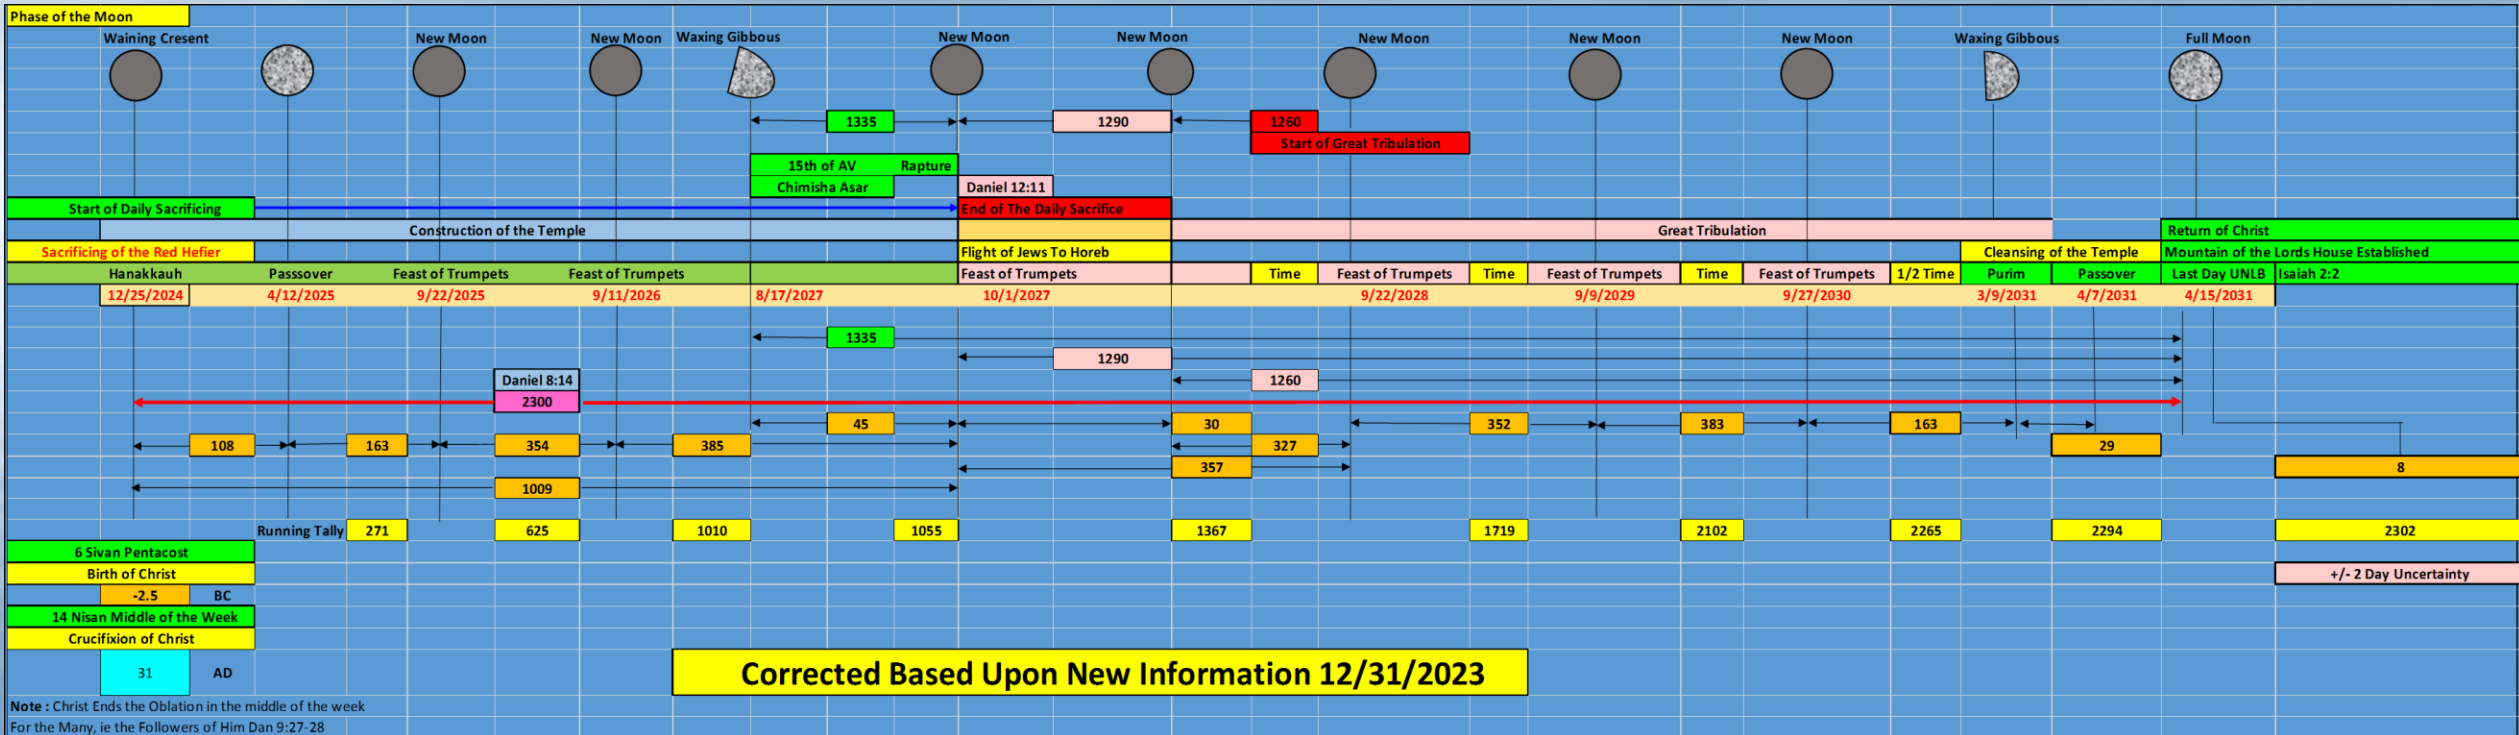 Phase of the Moon
Waining Cresent
New Moon
New Moon
Waxing Gibbous
New Moon
New Moon
New Moon
New Moon
New Moon
Waxing Gibbous
Full Moon
1335
1290
1260
Start of Great Tribulation
15th of AV Rapture
Chimisha Asar
Daniel 12:11
Start of Daily Sacrificing
End of The Daily Sacrifice
Construction of the Temple
Great Tribulation
Return of Christ
Sacrificing of the Red Hefier
Flight of Jews To Horeb
Cleansing of the Temple
Mountain of the Lords House Established
Hanakkauh
Passsover
Feast of Trumpets
Feast of Trumpets
Feast of Trumpets
Time
Feast of Trumpets
Time
Feast of Trumpets
Time
Feast of Trumpets
1/2 Time
Purim
Passover
Last Day UNLB
Isaiah 2:2
12/25/2024
4/12/2025
9/22/2025
9/11/2026
8/17/2027
10/1/2027
9/22/2028
9/9/2029
9/27/2030
3/9/2031
4/7/2031
4/15/2031
1335
1290
Daniel 8:14
1260
2300
45
30
352
383
163
108
163
354
385
327
29
357
8
1009
Running Tally
271
625
1010
1055
1367
1719
2102
2265
2294
2302
6 Sivan Pentacost
Birth of Christ
+/- 2 Day Uncertainty
-2.5 BC
14 Nisan Middle of the Week
Crucifixion of Christ
31 AD
Corrected Based Upon New Information 12/31/2023
Note : Christ Ends the Oblation in the middle of the week
For the Many, ie the Followers of Him Dan 9:27-28